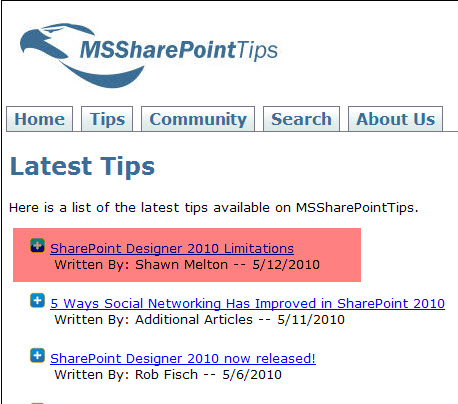 MSSharePointTips
Home Tips Community Search About Us
Latest Tips
Here is a list of the latest tips available on MSSharePointTips.
SharePoint Designer 2010 Limitations
Written By: Shawn Melton -- 5/12/2010
5 Ways Social Networking Has Improved in SharePoint 2010
Written By: Additional Articles -- 5/11/2010
SharePoint Designer 2010 now released!
Written By: Rob Fisch -- 5/6/2010